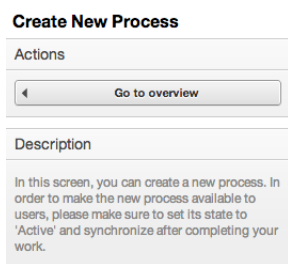 Create New Process
Actions
Go to overview
Description
In this screen, you can create a new process. In
order to make the new process available to
users, please make sure to set its state to
'Active' and synchronize after completing your
work.